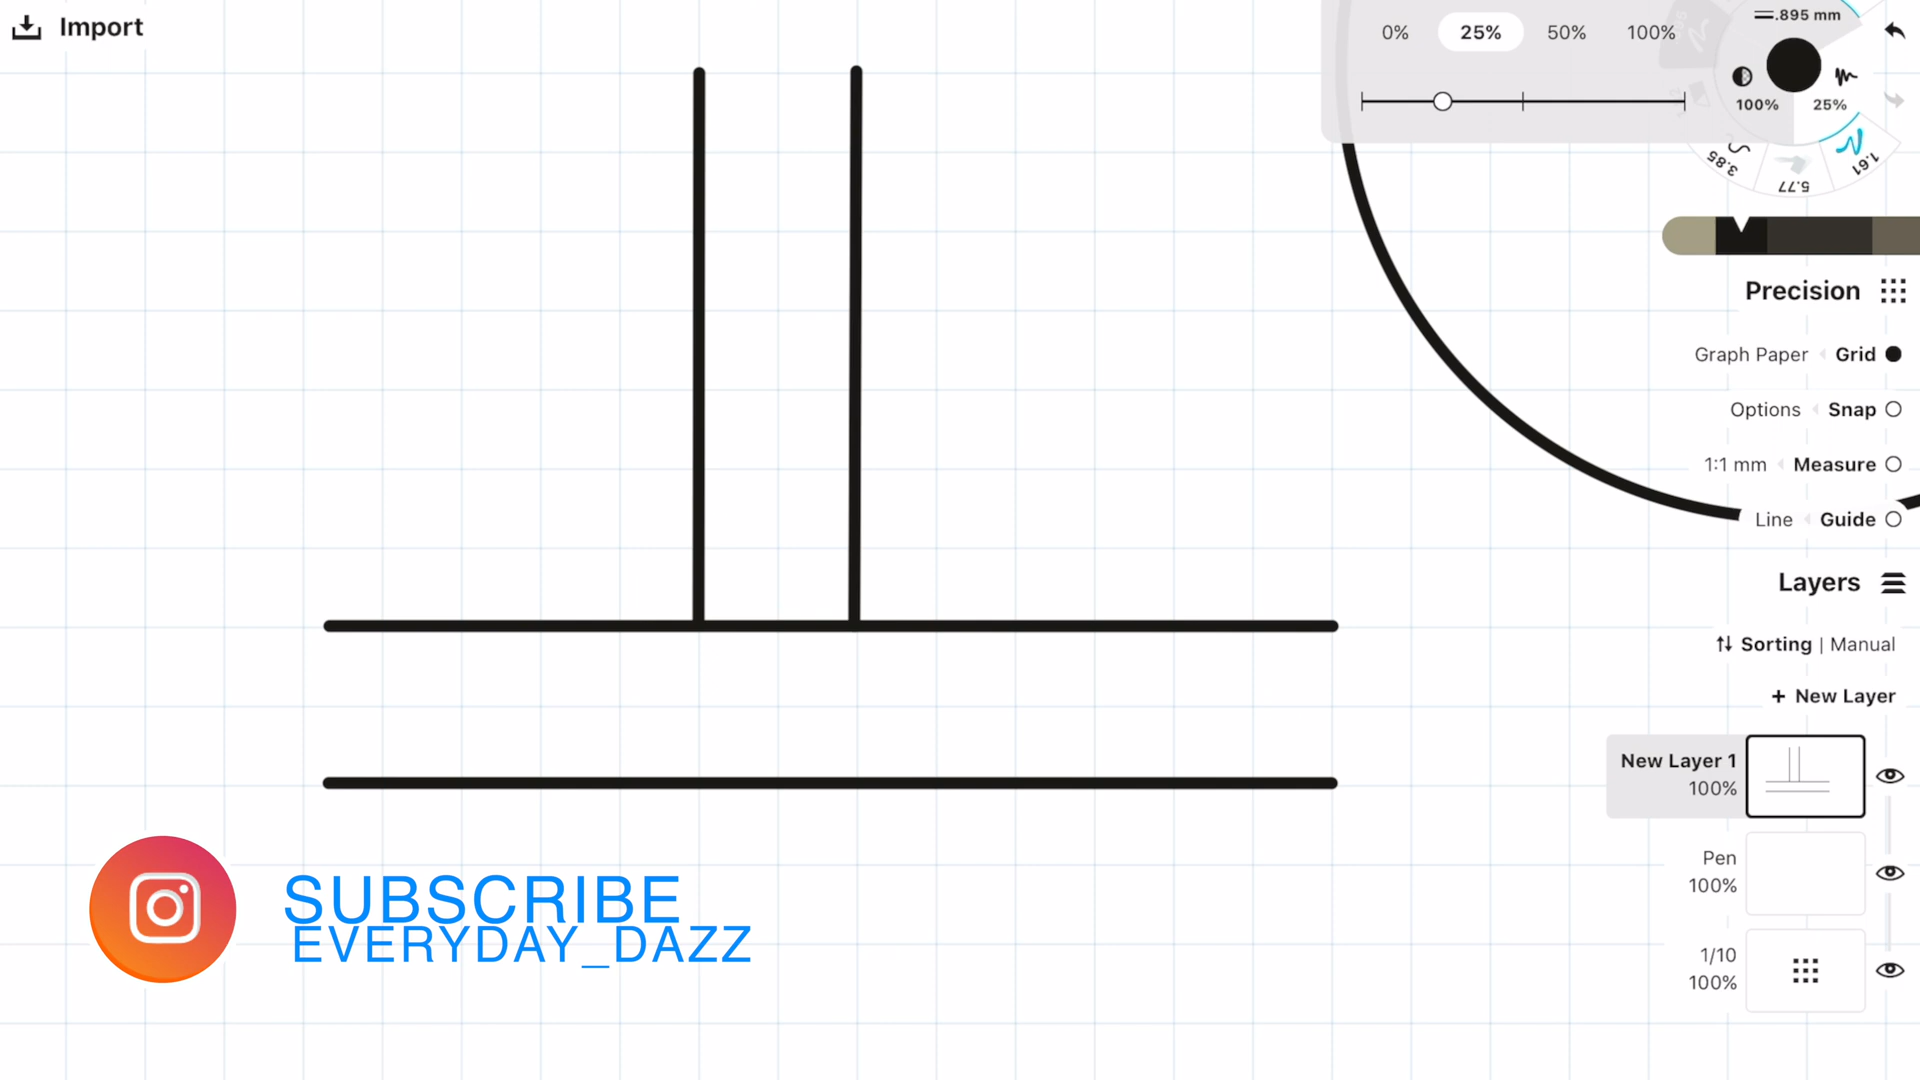 Import
0% 25% 50% 100%
.895 mm
100% 25%
3.85 5.77 1.61
Precision
Graph Paper Grid
Options Snap
1:1 mm Measure
Line Guide
Layers
Sorting | Manual
+ New Layer
New Layer 1
100%
Pen
100%
1/10
100%
SUBSCRIBE
EVERYDAY_DAZZ